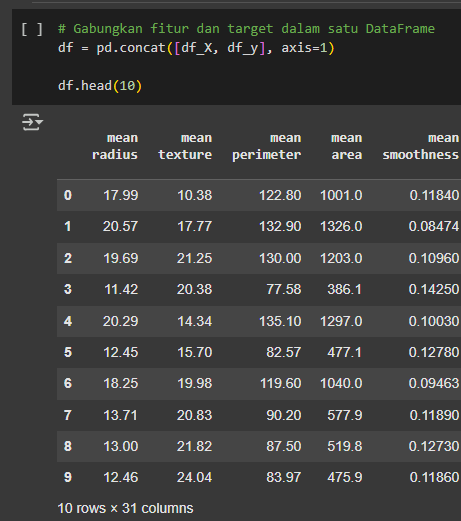 [ ] # Gabungkan fitur dan target dalam satu DataFrame
df = pd.concat([df_X, df_y], axis=1)
df.head(10)
mean mean mean mean mean
radius texture perimeter area smoothness
0 17.99 10.38 122.80 1001.0 0.11840
1 20.57 17.77 132.90 1326.0 0.08474
2 19.69 21.25 130.00 1203.0 0.10960
3 11.42 20.38 77.58 386.1 0.14250
4 20.29 14.34 135.10 1297.0 0.10030
5 12.45 15.70 82.57 477.1 0.12780
6 18.25 19.98 119.60 1040.0 0.09463
7 13.71 20.83 90.20 577.9 0.11890
8 13.00 21.82 87.50 519.8 0.12730
9 12.46 24.04 83.97 475.9 0.11860
10 rows × 31 columns